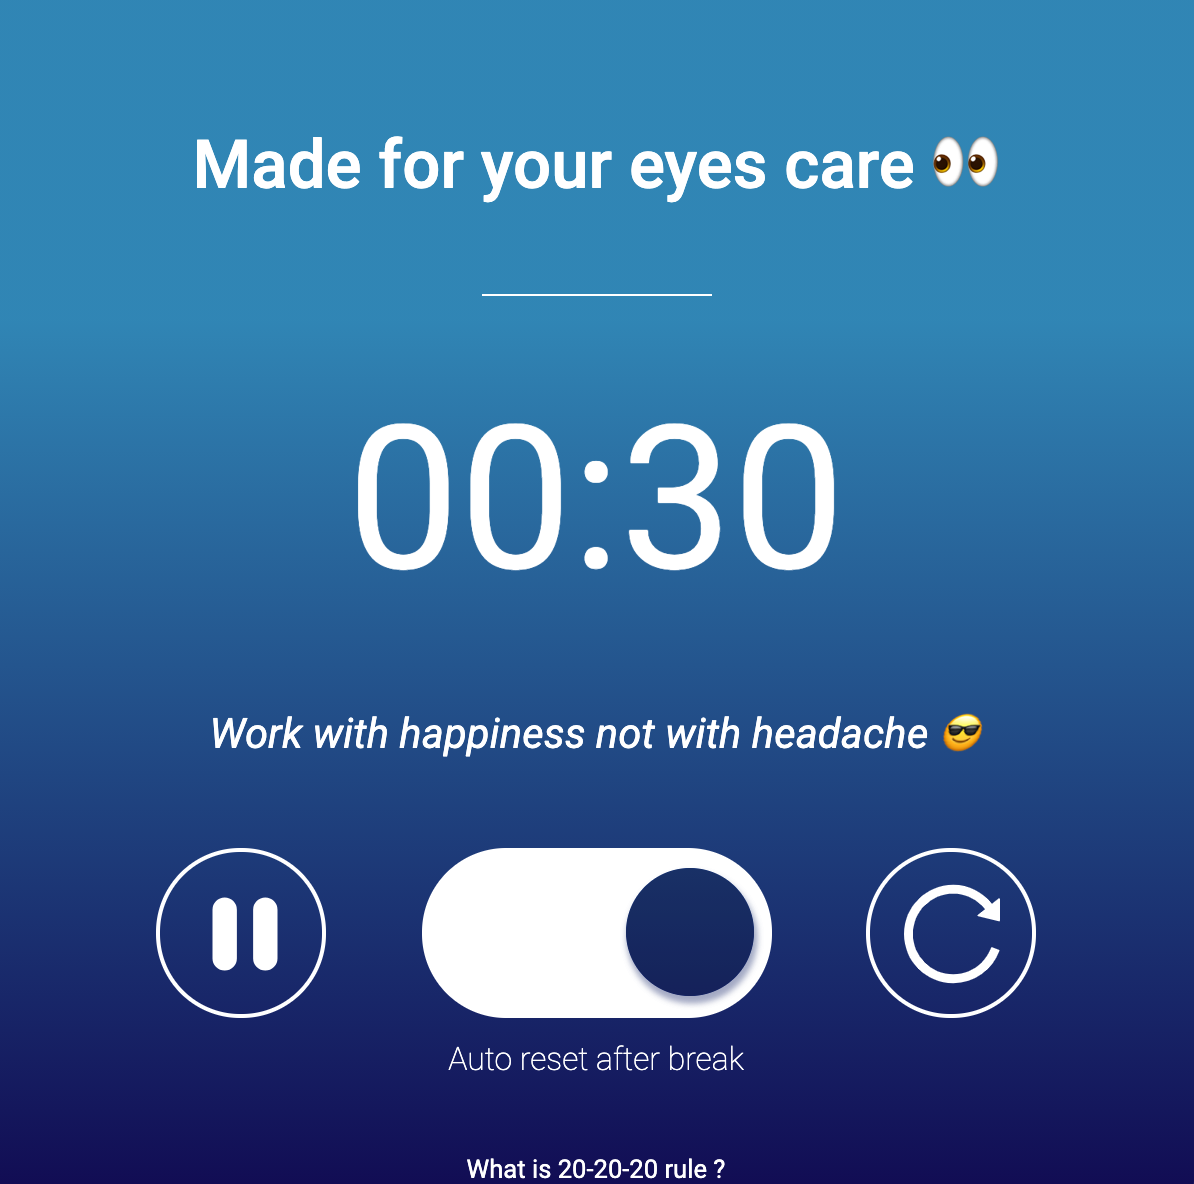 Made for your eyes care 👀
00:30
Work with happiness not with headache 😎
Auto reset after break
What is 20-20-20 rule ?